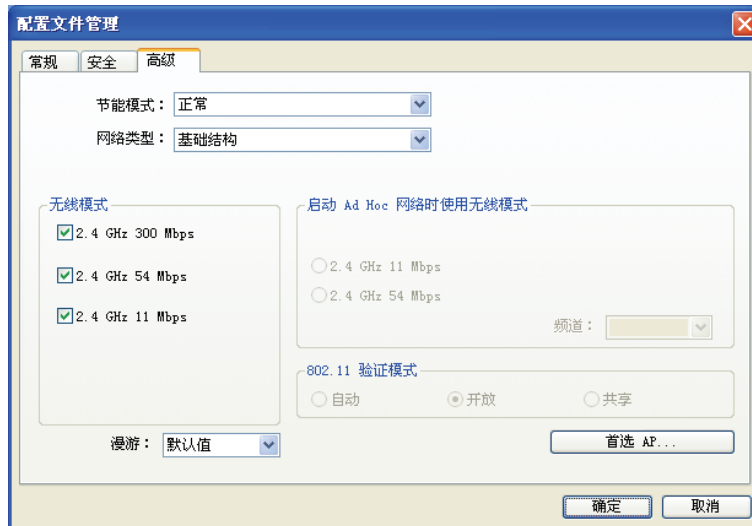 配置文件管理
常规 安全 高级
节能模式： 正常
网络类型： 基础结构
无线模式
2.4 GHz 300 Mbps
2.4 GHz 54 Mbps
2.4 GHz 11 Mbps
启动 Ad Hoc 网络时使用无线模式
2.4 GHz 11 Mbps
2.4 GHz 54 Mbps
频道：
802.11 验证模式
自动 开放 共享
漫游： 默认值
首选 AP...
确定 取消